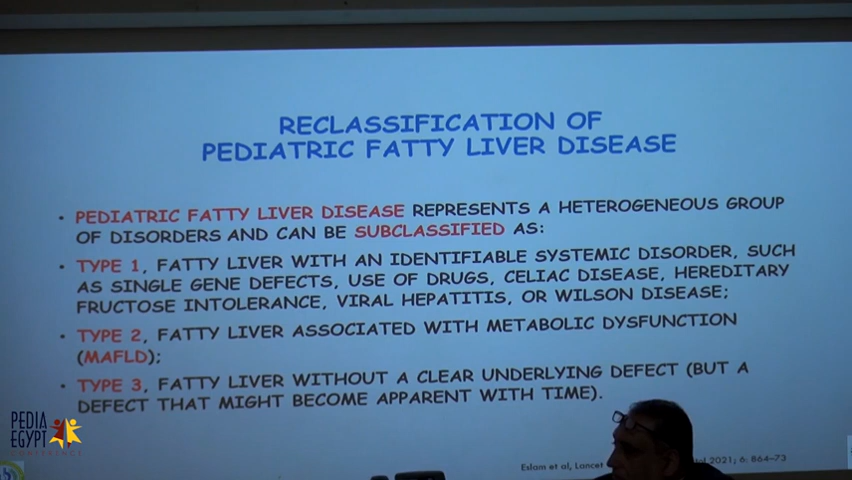 RECLASSIFICATION OF
PEDIATRIC FATTY LIVER DISEASE
• PEDIATRIC FATTY LIVER DISEASE REPRESENTS A HETEROGENEOUS GROUP
OF DISORDERS AND CAN BE SUBCLASSIFIED AS:
• TYPE 1, FATTY LIVER WITH AN IDENTIFIABLE SYSTEMIC DISORDER, SUCH
AS SINGLE GENE DEFECTS, USE OF DRUGS, CELIAC DISEASE, HEREDITARY
FRUCTOSE INTOLERANCE, VIRAL HEPATITIS, OR WILSON DISEASE;
• TYPE 2, FATTY LIVER ASSOCIATED WITH METABOLIC DYSFUNCTION
(MAFLD);
• TYPE 3, FATTY LIVER WITHOUT A CLEAR UNDERLYING DEFECT (BUT A
DEFECT THAT MIGHT BECOME APPARENT WITH TIME).
Eslam et al, Lancet 2021; 6: 864–73
PEDIA
EGYPT
CONFERENCE